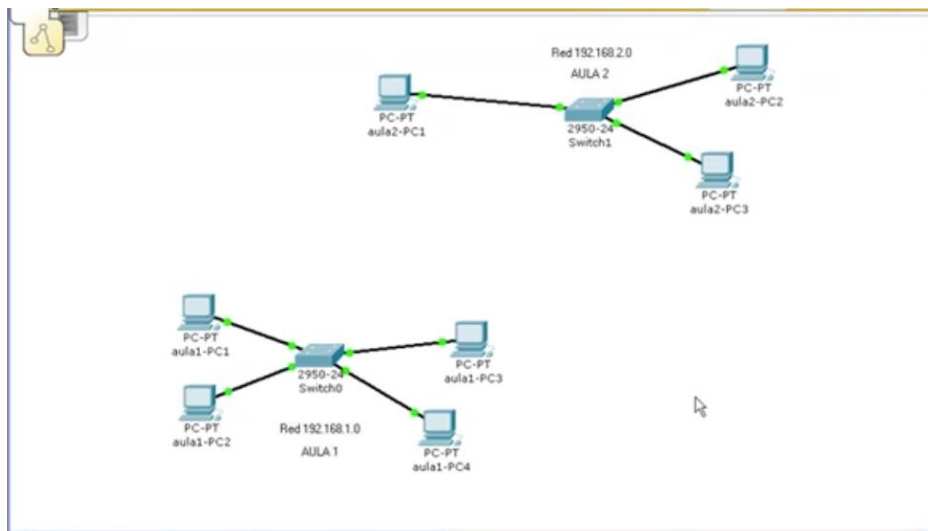 Red 192.168.2.0
AULA 2
PC-PT
aula2-PC1
2950-24
Switch1
PC-PT
aula2-PC2
PC-PT
aula2-PC3
PC-PT
aula1-PC1
2950-24
Switch0
PC-PT
aula1-PC3
PC-PT
aula1-PC2
Red 192.168.1.0
AULA 1
PC-PT
aula1-PC4